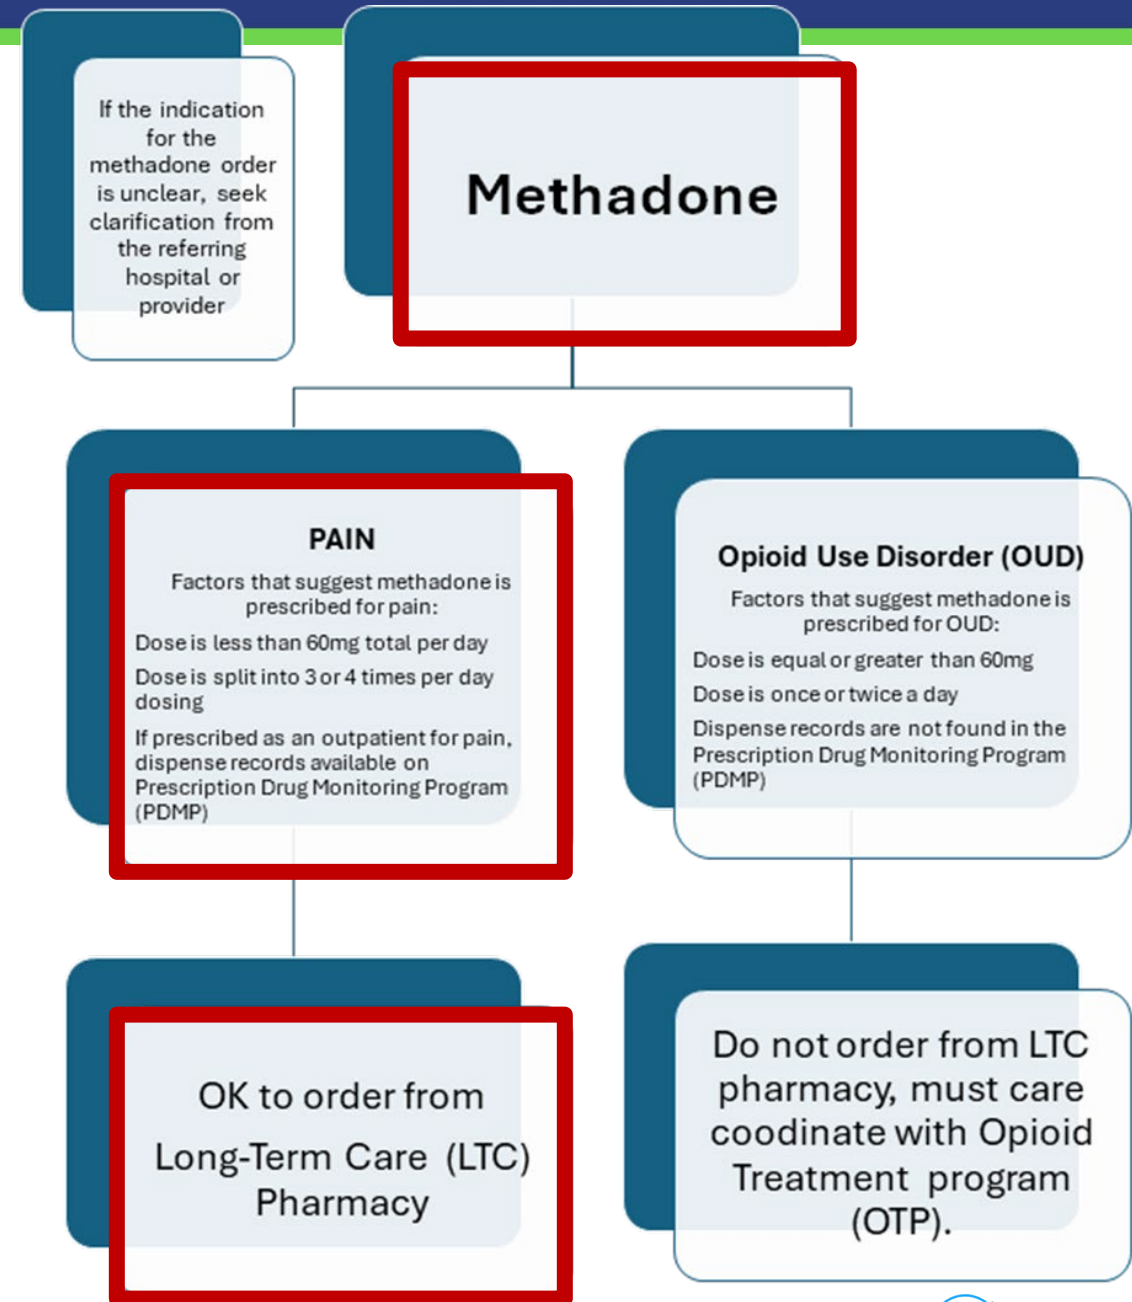 If the indication
for the
methadone order
is unclear, seek
clarification from
the referring
hospital or
provider
Methadone
PAIN
Factors that suggest methadone is
prescribed for pain:
Dose is less than 60mg total per day
Dose is split into 3 or 4 times per day
dosing
If prescribed as an outpatient for pain,
dispense records available on
Prescription Drug Monitoring Program
(PDMP)
Opioid Use Disorder (OUD)
Factors that suggest methadone is
prescribed for OUD:
Dose is equal or greater than 60mg
Dose is once or twice a day
Dispense records are not found in the
Prescription Drug Monitoring Program
(PDMP)
OK to order from
Long-Term Care (LTC)
Pharmacy
Do not order from LTC
pharmacy, must care
coodinate with Opioid
Treatment program
(OTP).